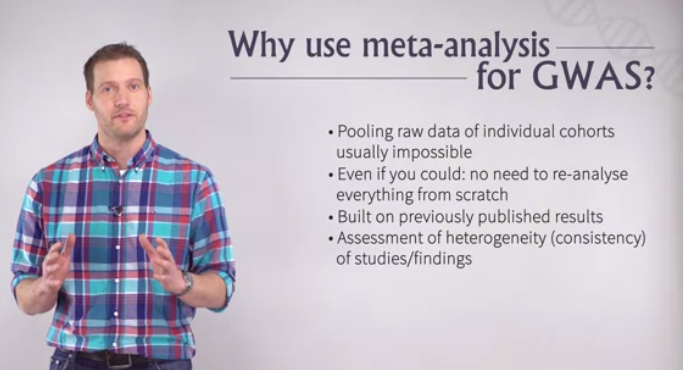 Why use meta-analysis
for GWAS?
• Pooling raw data of individual cohorts
usually impossible
• Even if you could: no need to re-analyse
everything from scratch
• Built on previously published results
• Assessment of heterogeneity (consistency)
of studies/findings